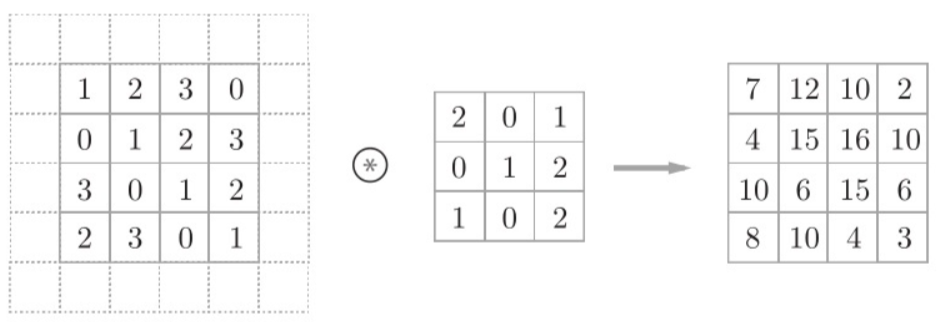 1 2 3 0
0 1 2 3
3 0 1 2
2 3 0 1
⊛
2 0 1
0 1 2
1 0 2
7 12 10 2
4 15 16 10
10 6 15 6
8 10 4 3